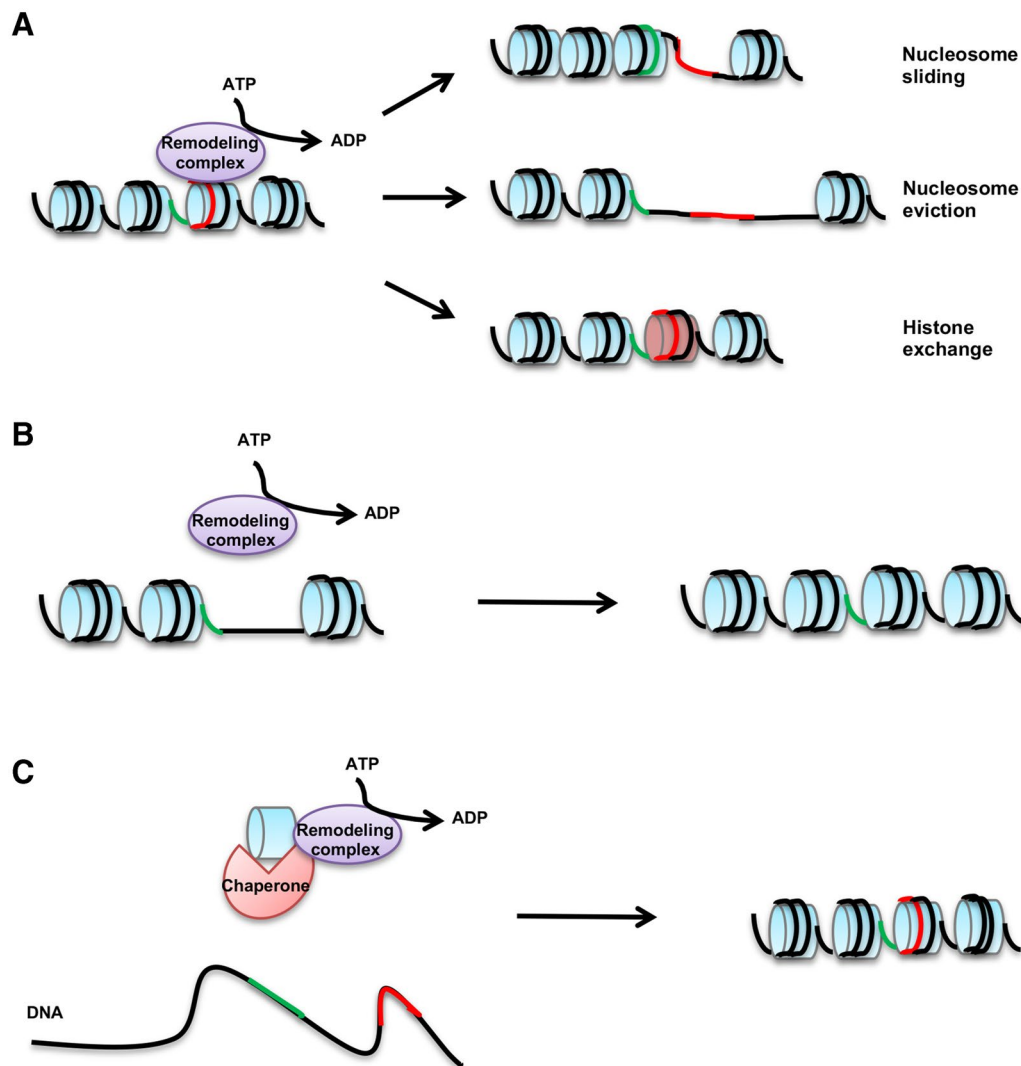 A
ATP
Remodeling
complex
ADP
Nucleosome
sliding
Nucleosome
eviction
Histone
exchange
B
ATP
Remodeling
complex
ADP
C
ATP
Remodeling
complex
ADP
Chaperone
DNA